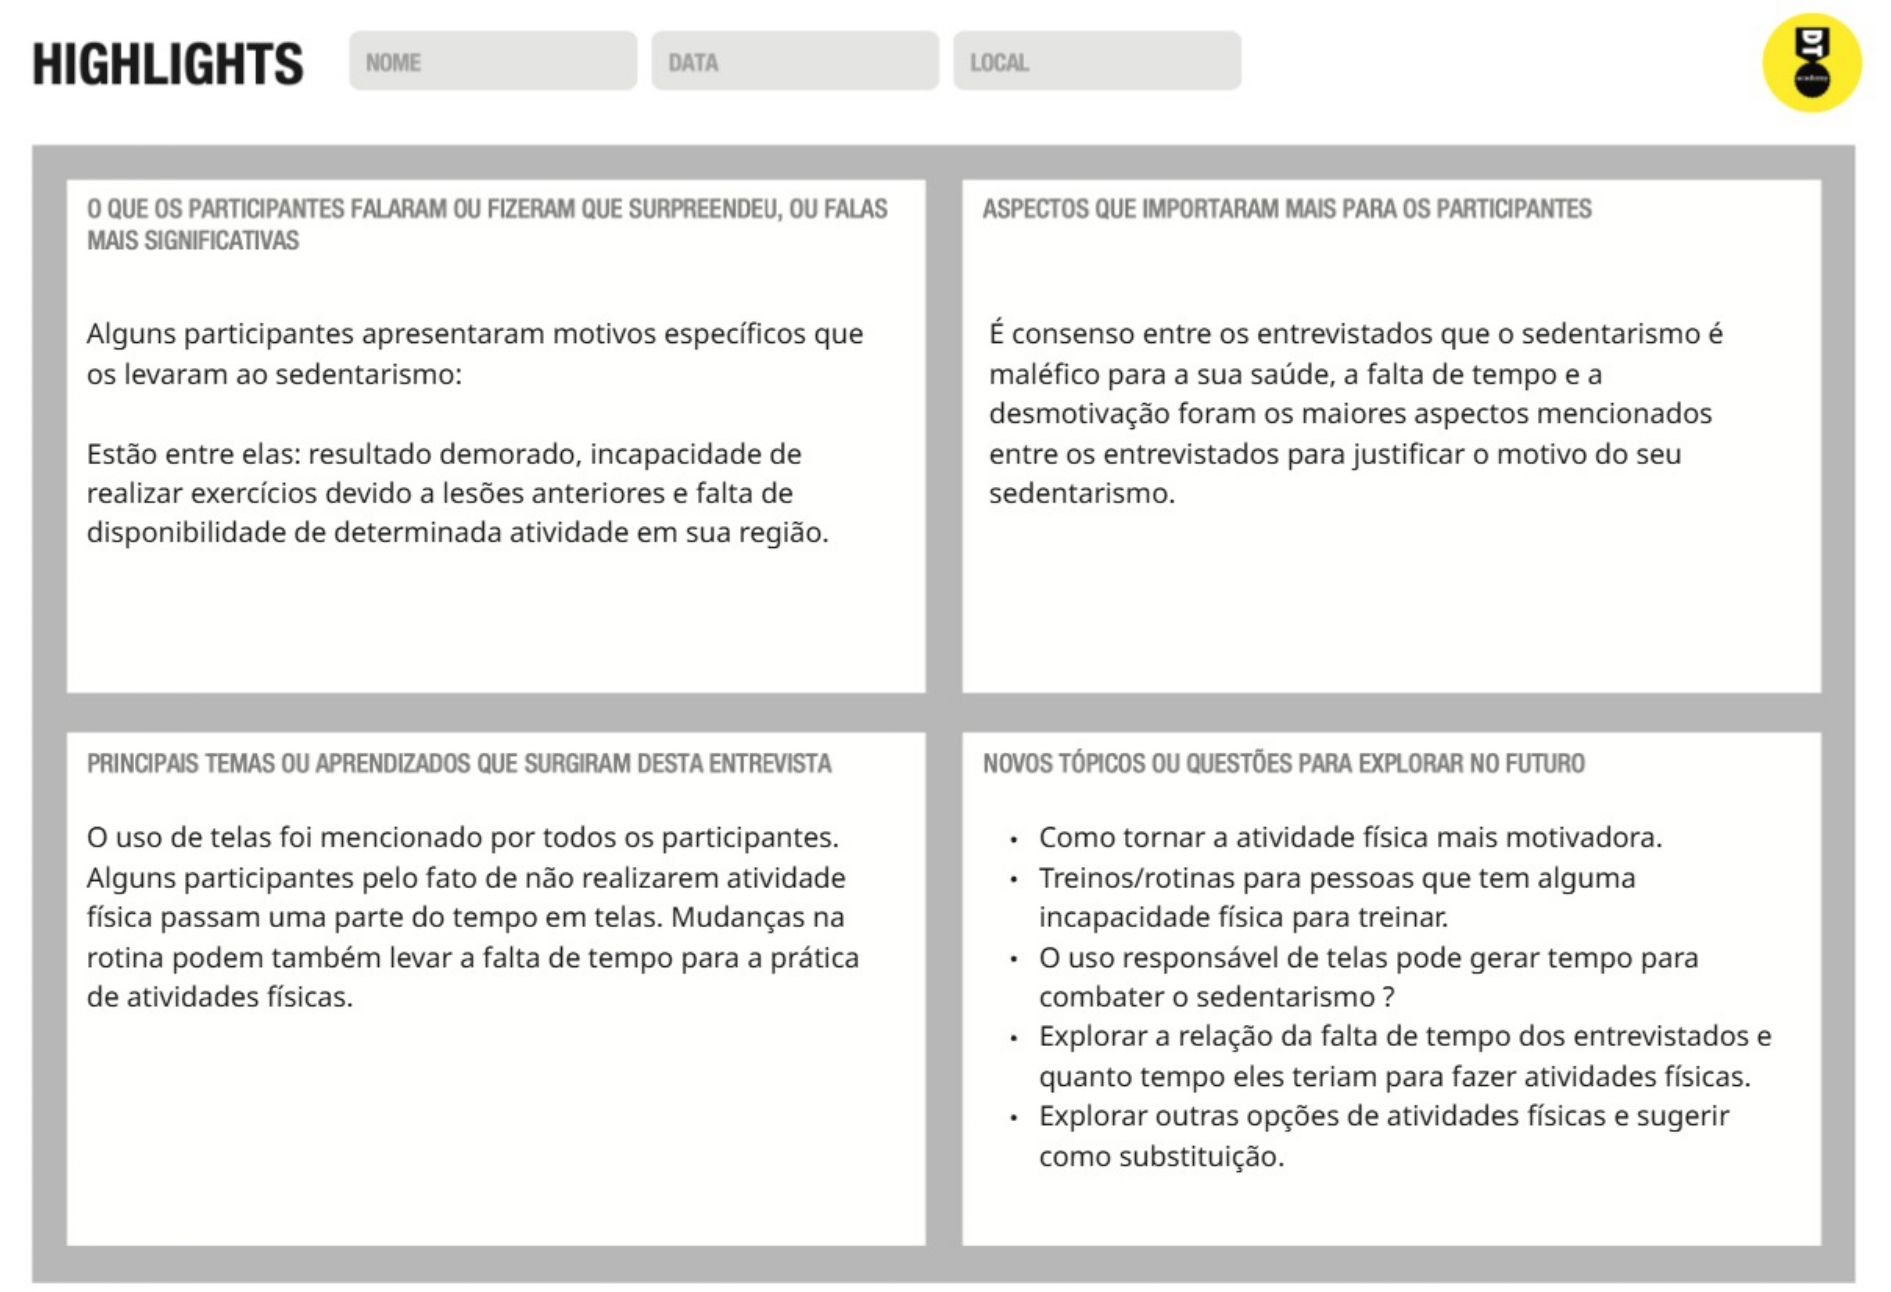 HIGHLIGHTS
NOME
DATA
LOCAL
DT
academy
O QUE OS PARTICIPANTES FALARAM OU FIZERAM QUE SURPREENDEU, OU FALAS
MAIS SIGNIFICATIVAS
Alguns participantes apresentaram motivos específicos que
os levaram ao sedentarismo:
Estão entre elas: resultado demorado, incapacidade de
realizar exercícios devido a lesões anteriores e falta de
disponibilidade de determinada atividade em sua região.
ASPECTOS QUE IMPORTARAM MAIS PARA OS PARTICIPANTES
É consenso entre os entrevistados que o sedentarismo é
maléfico para a sua saúde, a falta de tempo e a
desmotivação foram os maiores aspectos mencionados
entre os entrevistados para justificar o motivo do seu
sedentarismo.
PRINCIPAIS TEMAS OU APRENDIZADOS QUE SURGIRAM DESTA ENTREVISTA
O uso de telas foi mencionado por todos os participantes.
Alguns participantes pelo fato de não realizarem atividade
física passam uma parte do tempo em telas. Mudanças na
rotina podem também levar a falta de tempo para a prática
de atividades físicas.
NOVOS TÓPICOS OU QUESTÕES PARA EXPLORAR NO FUTURO
• Como tornar a atividade física mais motivadora.
• Treinos/rotinas para pessoas que tem alguma
incapacidade física para treinar.
• O uso responsável de telas pode gerar tempo para
combater o sedentarismo ?
• Explorar a relação da falta de tempo dos entrevistados e
quanto tempo eles teriam para fazer atividades físicas.
• Explorar outras opções de atividades físicas e sugerir
como substituição.